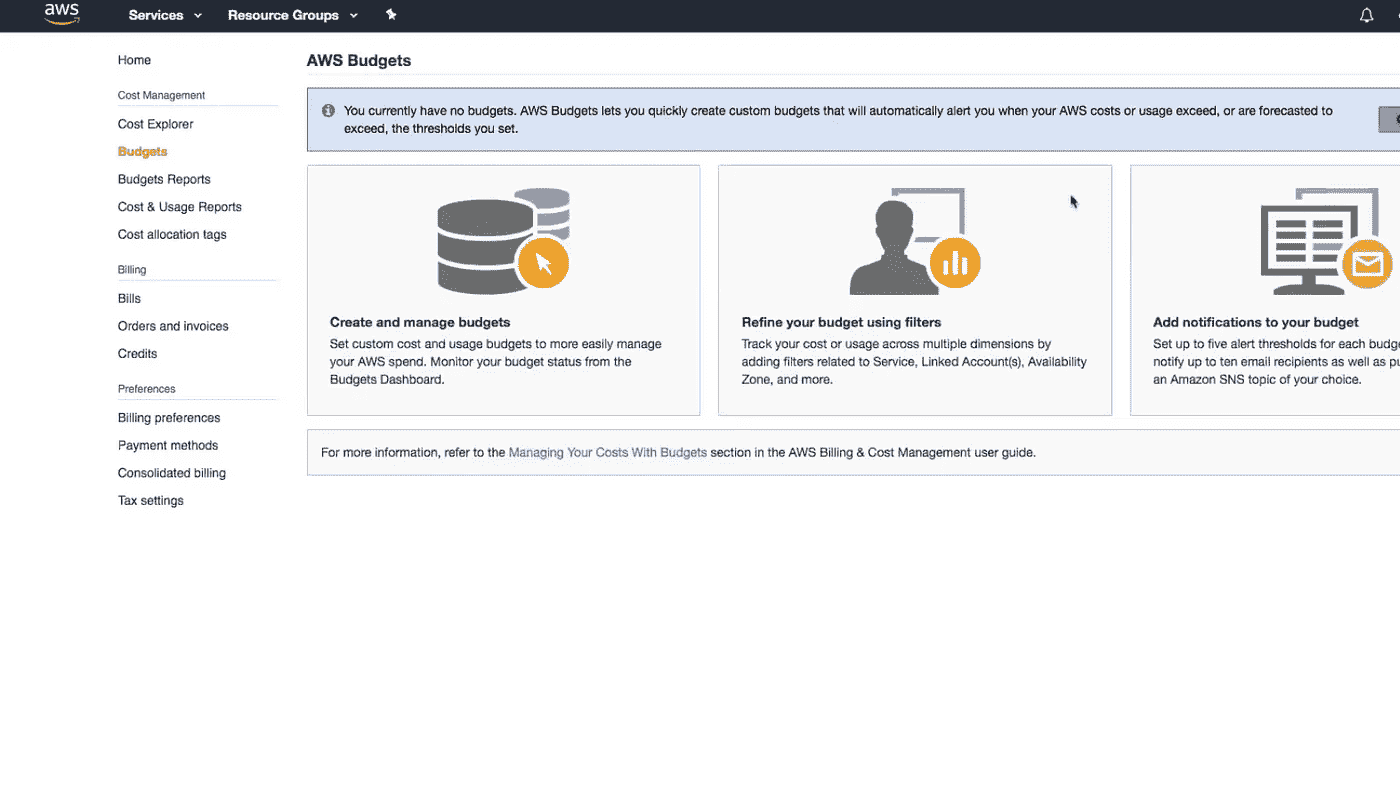 aws
Services
Resource Groups
Home
Cost Management
Cost Explorer
Budgets
Budgets Reports
Cost & Usage Reports
Cost allocation tags
Billing
Bills
Orders and invoices
Credits
Preferences
Billing preferences
Payment methods
Consolidated billing
Tax settings
AWS Budgets
You currently have no budgets. AWS Budgets lets you quickly create custom budgets that will automatically alert you when your AWS costs or usage exceed, or are forecasted to
exceed, the thresholds you set.
Create and manage budgets
Set custom cost and usage budgets to more easily manage
your AWS spend. Monitor your budget status from the
Budgets Dashboard.
Refine your budget using filters
Track your cost or usage across multiple dimensions by
adding filters related to Service, Linked Account(s), Availability
Zone, and more.
Add notifications to your budget
Set up to five alert thresholds for each
notify up to ten email recipients as well as
an Amazon SNS topic of your choice.
For more information, refer to the Managing Your Costs With Budgets section in the AWS Billing & Cost Management user guide.